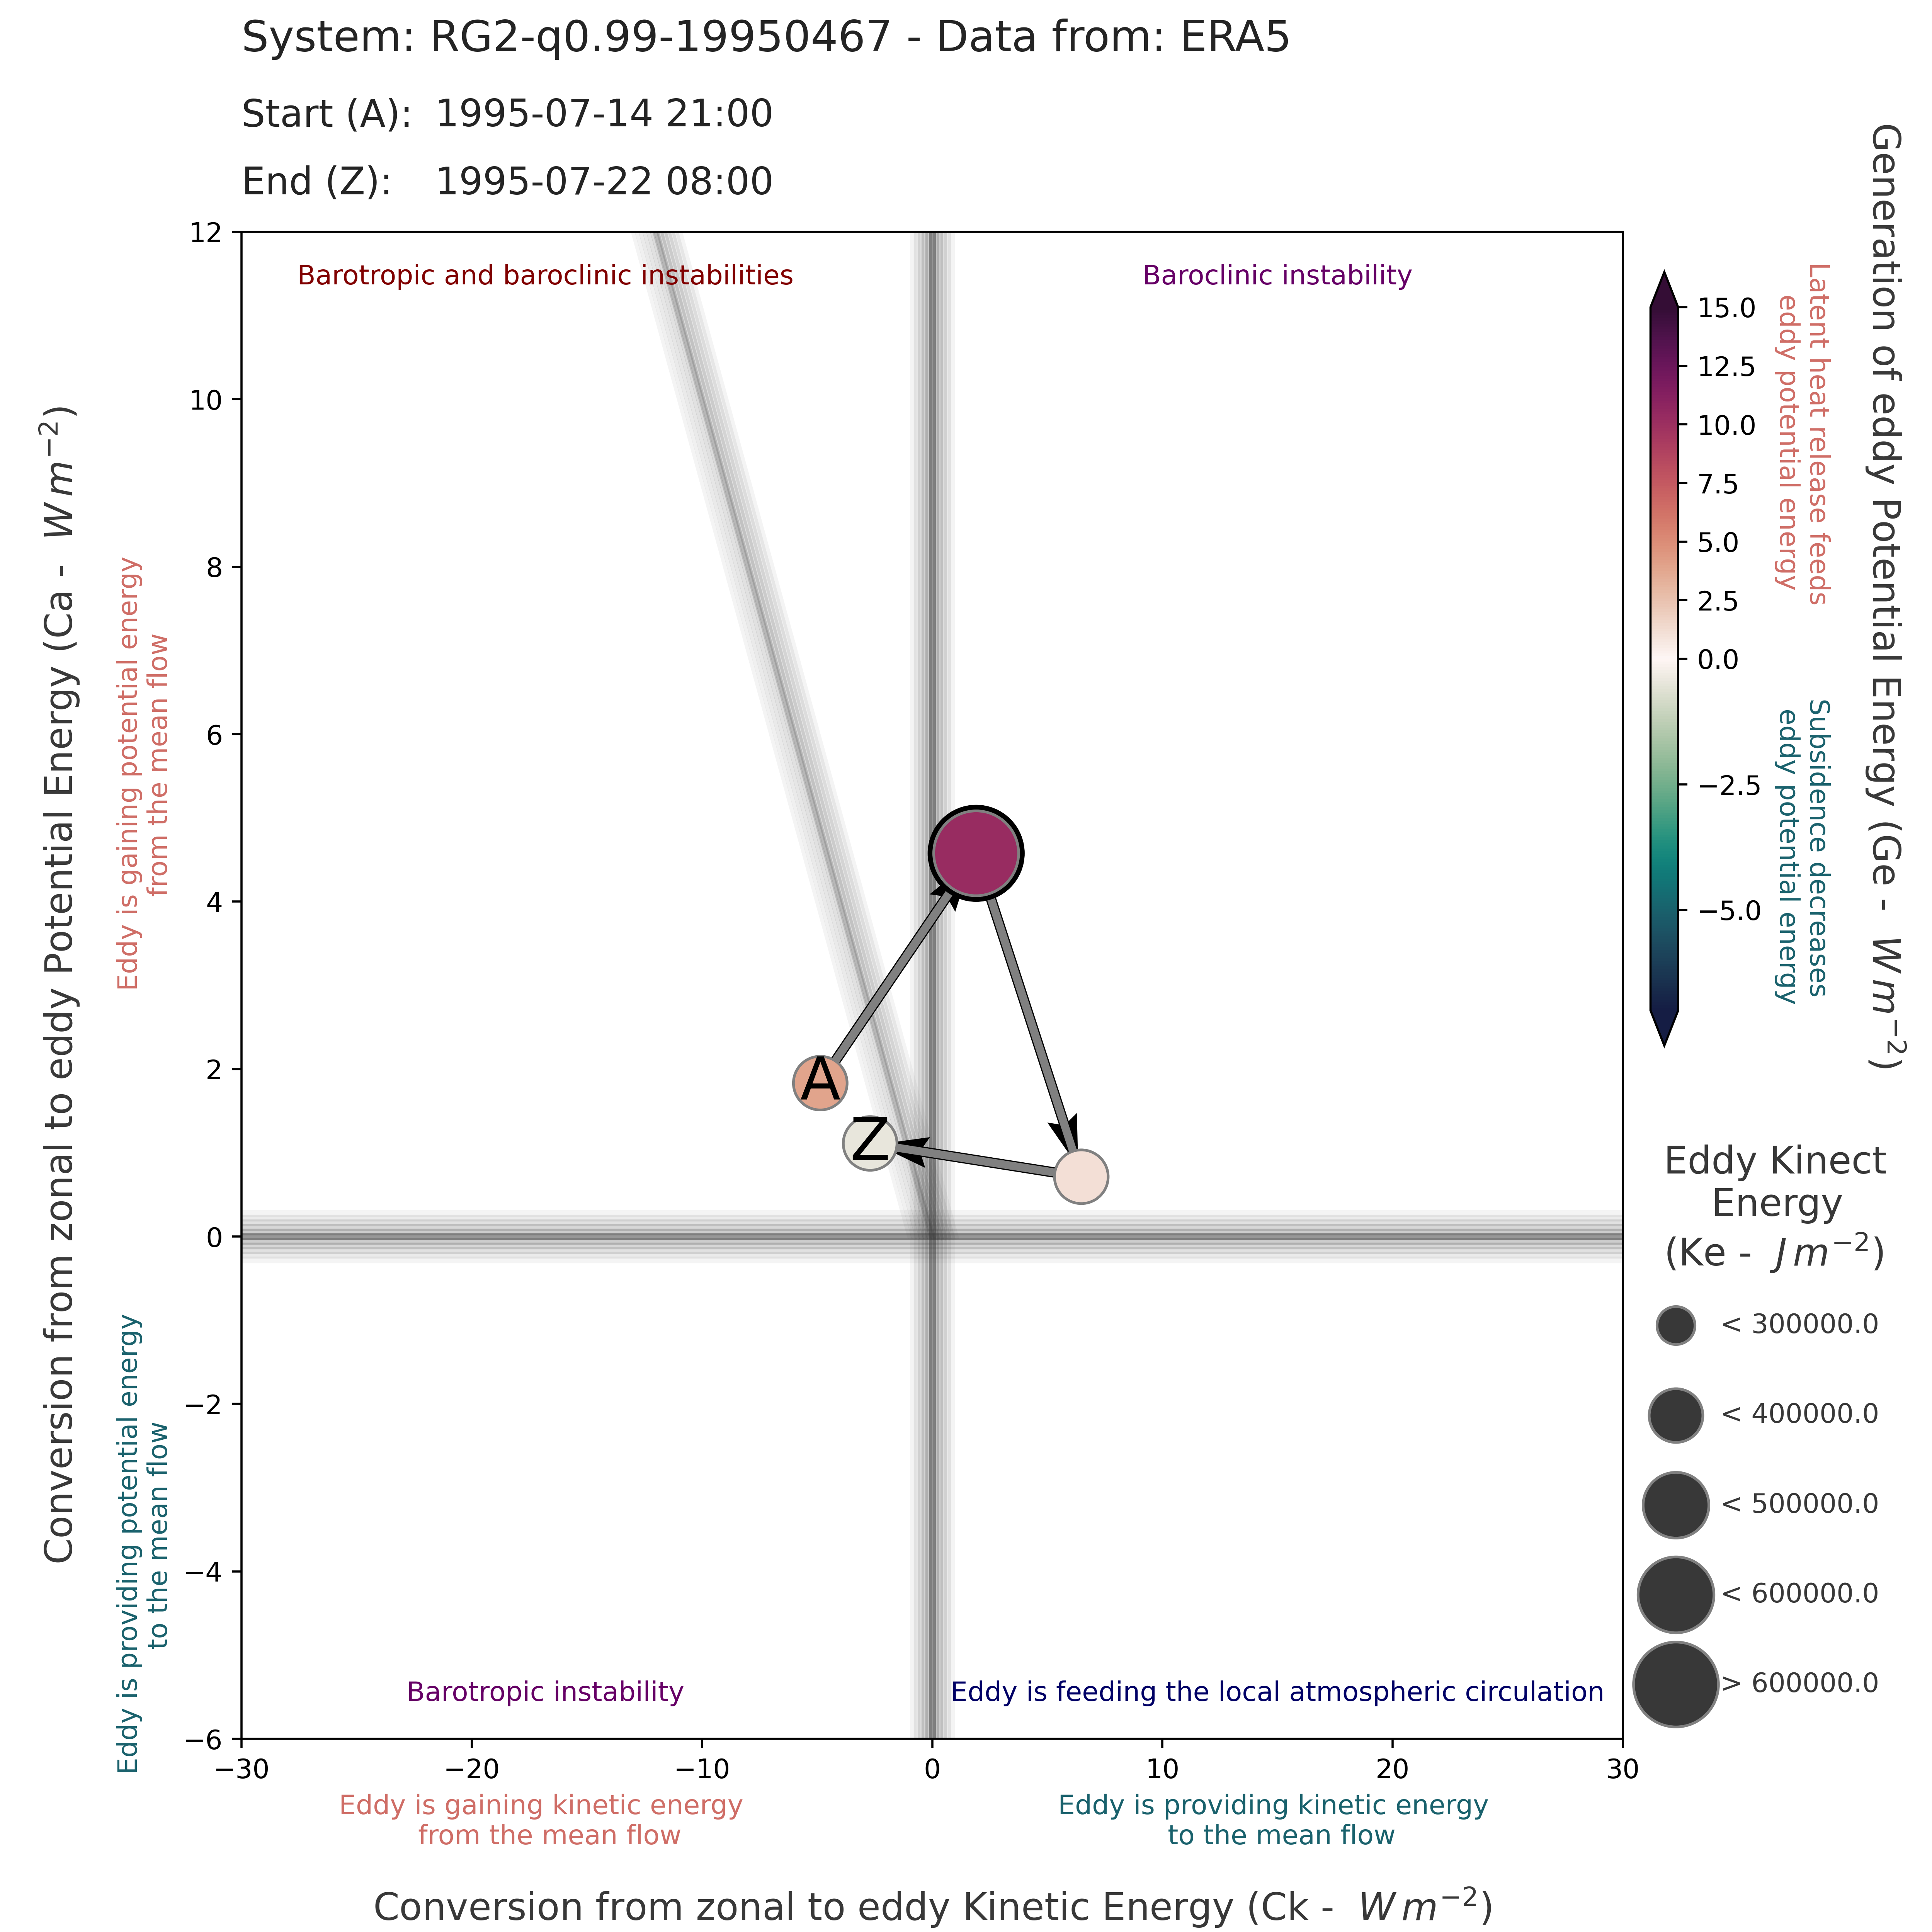 System: RG2-q0.99-19950467 - Data from: ERA5
Start (A): 1995-07-14 21:00
End (Z): 1995-07-22 08:00
Barotropic and baroclinic instabilities
Baroclinic instability
Barotropic instability
Eddy is feeding the local atmospheric circulation
A
Z
12
10
8
6
4
2
0
−2
−4
−6
−30
−20
−10
0
10
20
30
Conversion from zonal to eddy Potential Energy (Ca - W m−2)
Eddy is gaining potential energy
from the mean flow
Eddy is providing potential energy
to the mean flow
Eddy is gaining kinetic energy
from the mean flow
Eddy is providing kinetic energy
to the mean flow
Conversion from zonal to eddy Kinetic Energy (Ck - W m−2)
15.0
12.5
10.0
7.5
5.0
2.5
0.0
−2.5
−5.0
Latent heat release feeds
eddy potential energy
Subsidence decreases
eddy potential energy
Generation of eddy Potential Energy (Ge - W m−2)
Eddy Kinect
Energy
(Ke - J m−2)
< 300000.0
< 400000.0
< 500000.0
< 600000.0
> 600000.0